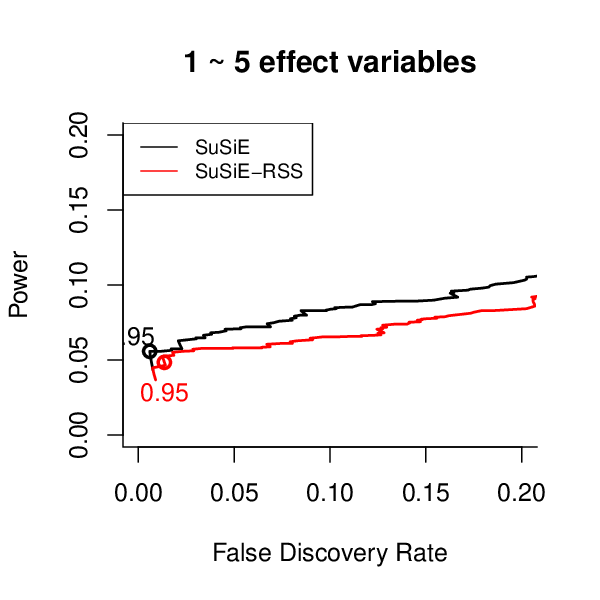 1 ~ 5 effect variables
0.20
0.15
0.10
0.05
0.00
Power
SuSiE
SuSiE−RSS
.95
0.95
0.00 0.05 0.10 0.15 0.20
False Discovery Rate